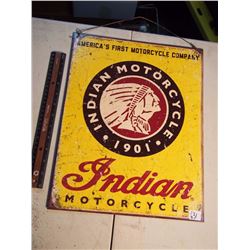 AMERICA'S FIRST MOTORCYCLE COMPANY
INDIAN MOTORCYCLE
• 1901 •
Indian
MOTORCYCLE